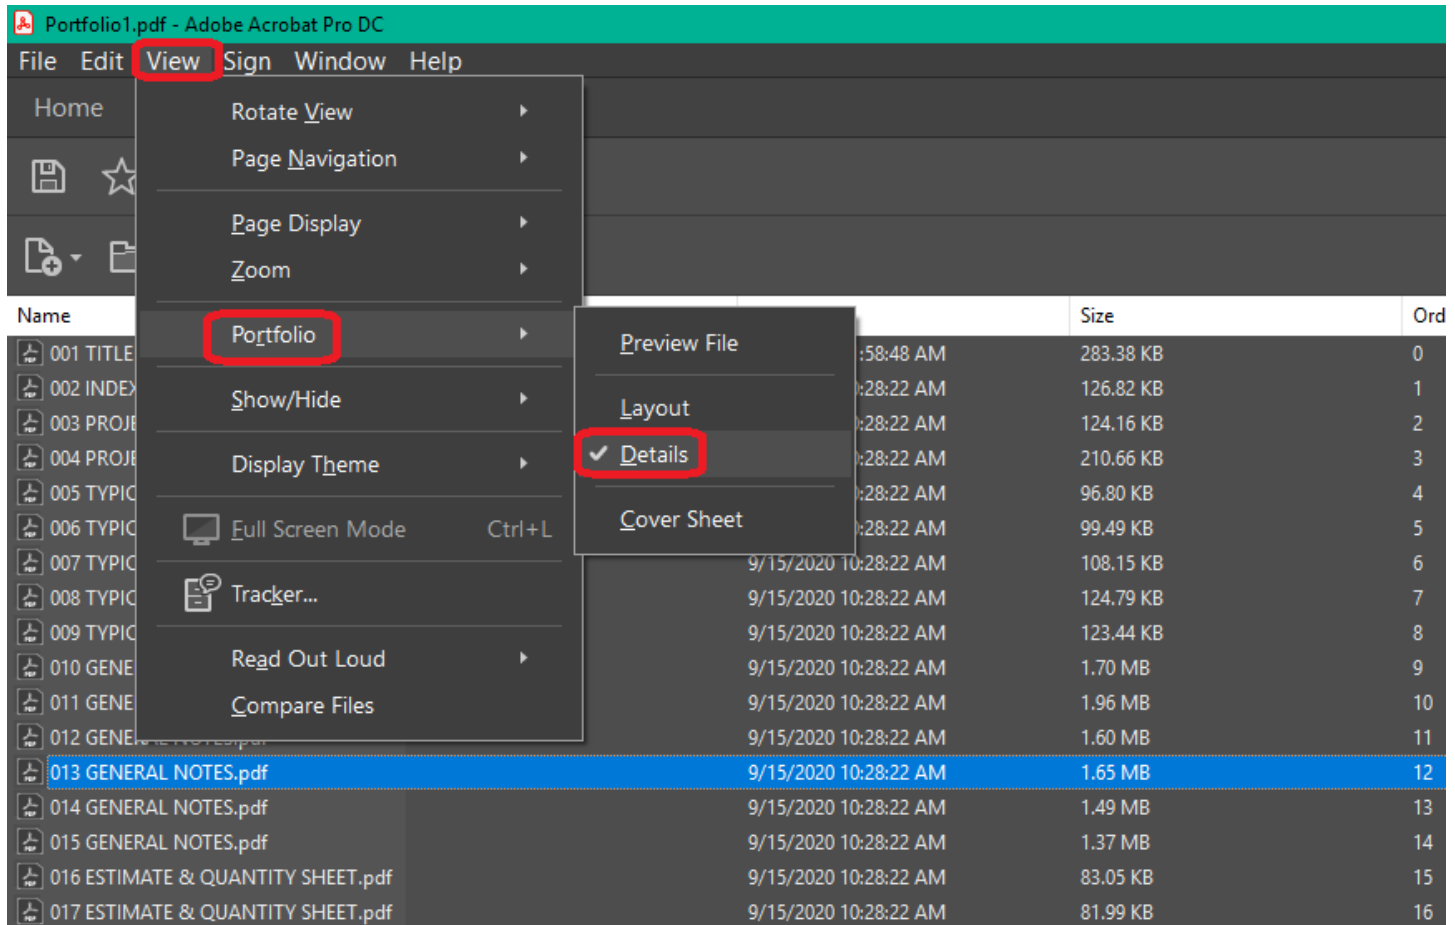 Portfolio1.pdf - Adobe Acrobat Pro DC
File Edit View Sign Window Help
Home
Rotate View
Page Navigation
Page Display
Zoom
Portfolio
Show/Hide
Display Theme
Full Screen Mode Ctrl+L
Tracker...
Read Out Loud
Compare Files
Preview File
Layout
Details
Cover Sheet
Name Size Ord
001 TITLE :58:48 AM 283.38 KB 0
002 INDEX :28:22 AM 126.82 KB 1
003 PROJE :28:22 AM 124.16 KB 2
004 PROJE :28:22 AM 210.66 KB 3
005 TYPIC :28:22 AM 96.80 KB 4
006 TYPIC :28:22 AM 99.49 KB 5
007 TYPIC 9/15/2020 10:28:22 AM 108.15 KB 6
008 TYPIC 9/15/2020 10:28:22 AM 124.79 KB 7
009 TYPIC 9/15/2020 10:28:22 AM 123.44 KB 8
010 GENE 9/15/2020 10:28:22 AM 1.70 MB 9
011 GENE 9/15/2020 10:28:22 AM 1.96 MB 10
012 GENERAL NOTES.pdf 9/15/2020 10:28:22 AM 1.60 MB 11
013 GENERAL NOTES.pdf 9/15/2020 10:28:22 AM 1.65 MB 12
014 GENERAL NOTES.pdf 9/15/2020 10:28:22 AM 1.49 MB 13
015 GENERAL NOTES.pdf 9/15/2020 10:28:22 AM 1.37 MB 14
016 ESTIMATE & QUANTITY SHEET.pdf 9/15/2020 10:28:22 AM 83.05 KB 15
017 ESTIMATE & QUANTITY SHEET.pdf 9/15/2020 10:28:22 AM 81.99 KB 16